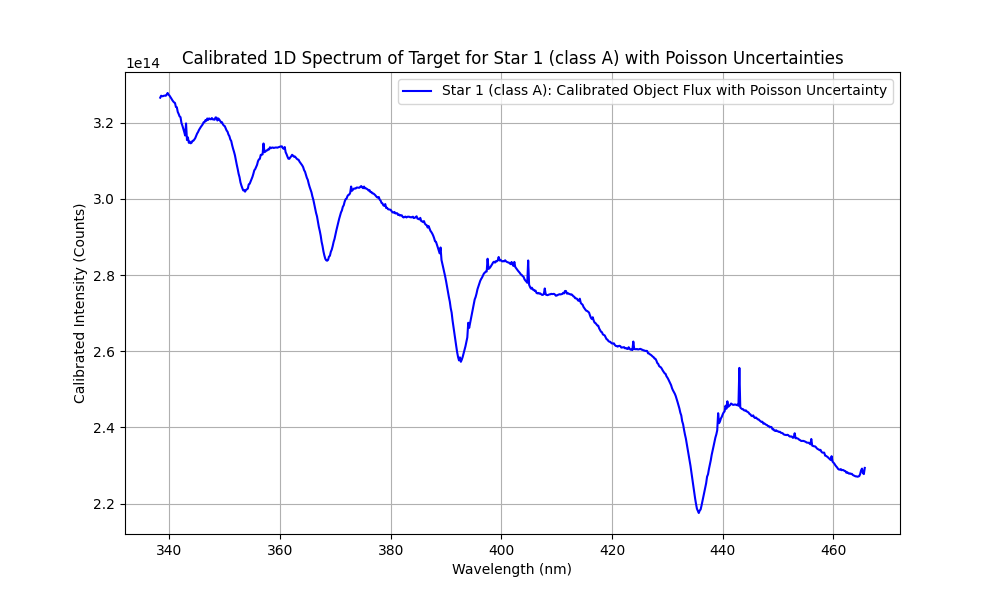 Calibrated 1D Spectrum of Target for Star 1 (class A) with Poisson Uncertainties
1e14
Star 1 (class A): Calibrated Object Flux with Poisson Uncertainty
3.2
3.0
2.8
2.6
2.4
2.2
Calibrated Intensity (Counts)
340 360 380 400 420 440 460
Wavelength (nm)